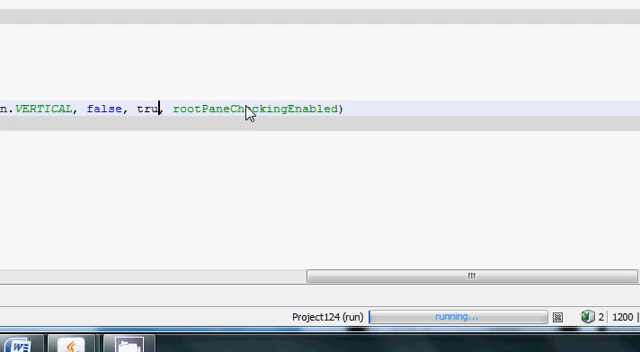 n.VERTICAL, false, tru, rootPaneCheckingEnabled)
Project124 (run) running... 2 1200